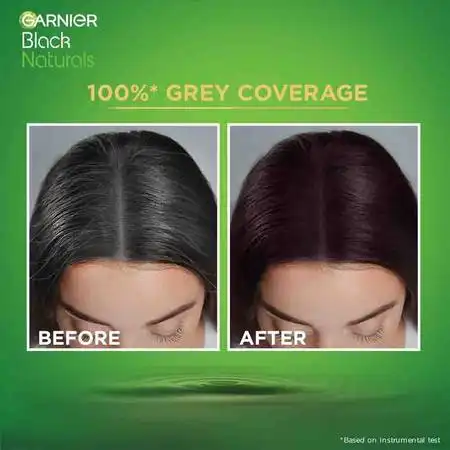 GARNIER
Black
Naturals
100%* GREY COVERAGE
BEFORE
AFTER
*Based on Instrumental test